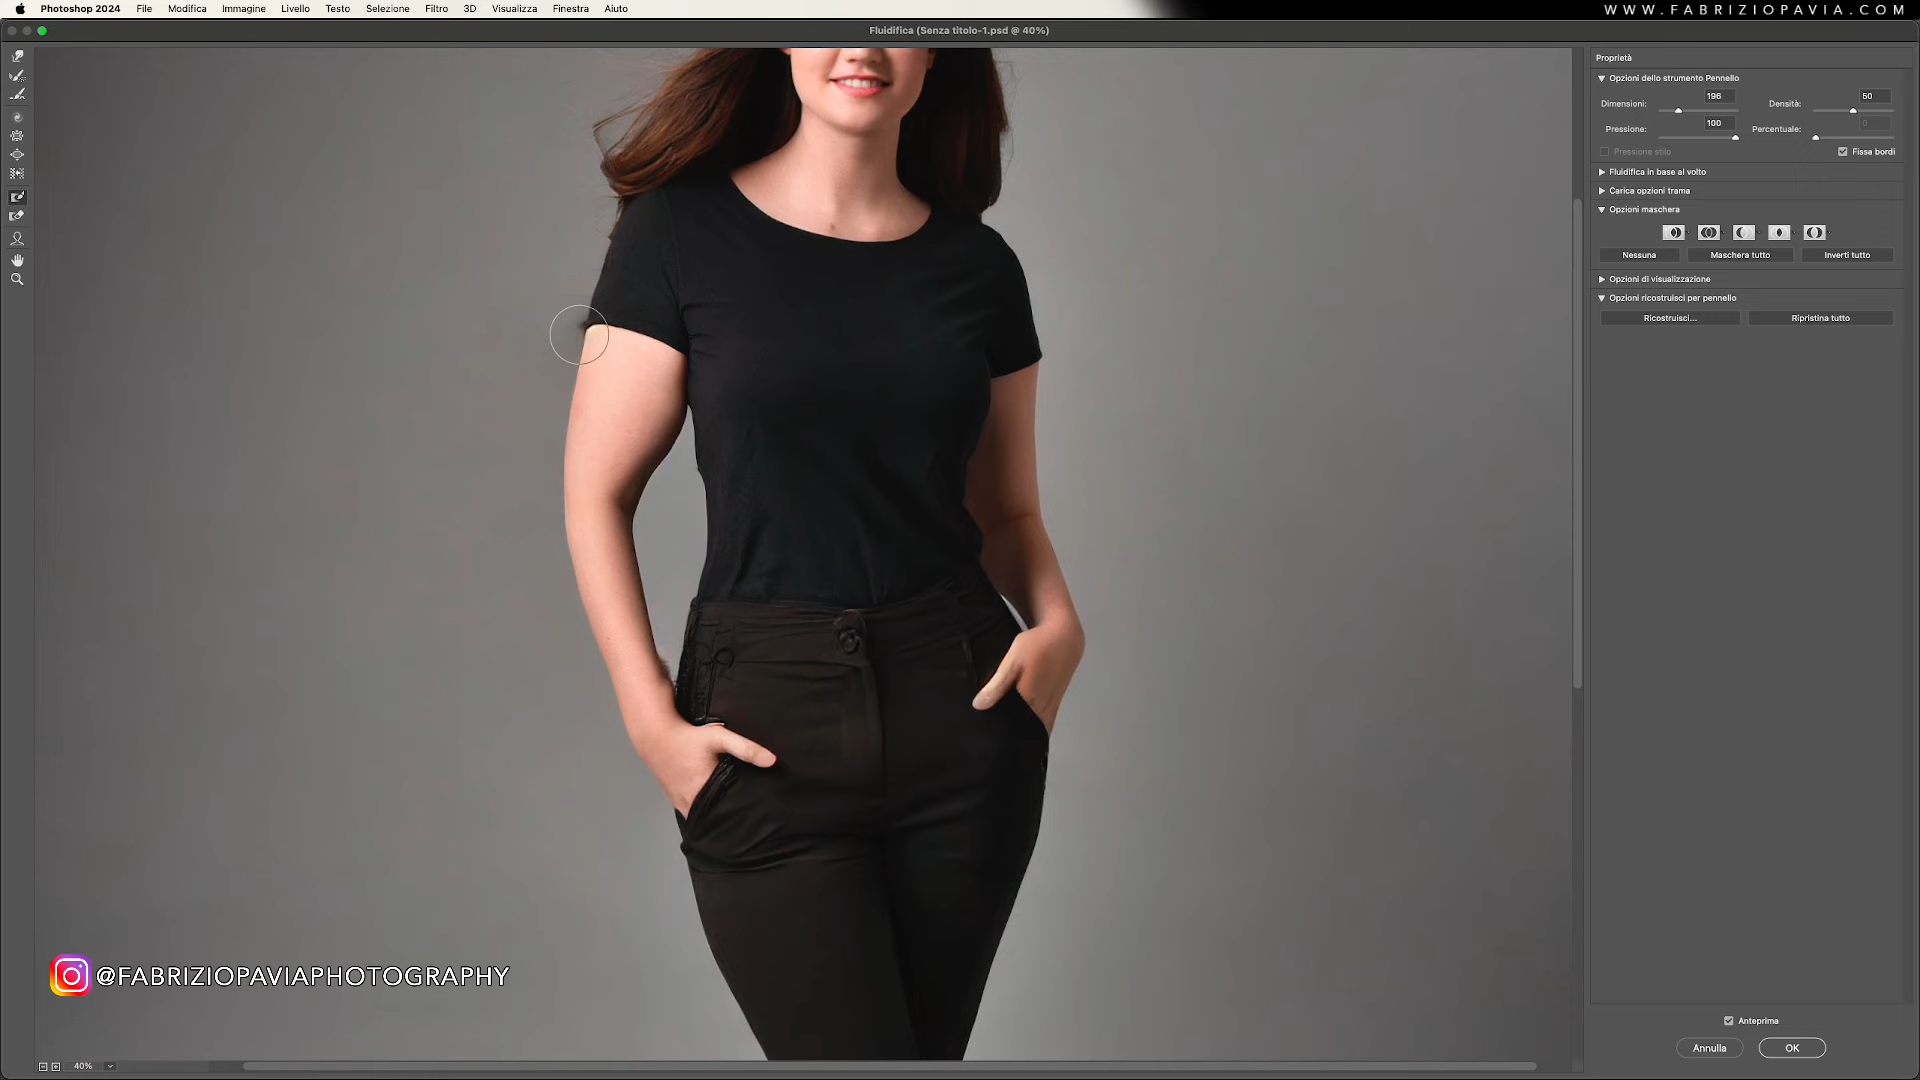 Photoshop 2024 File Modifica Immagine Livello Testo Selezione Filtro 3D Visualizza Finestra Aiuto
WWW.FABRIZIOPAVIA.COM
Fluidifica (Senza titolo-1.psd @ 40%)
Proprietà
Opzioni dello strumento Pennello
Dimensioni: 196 Densità: 50
Pressione: 100 Percentuale: 0
Pressione stilo Fissa bordi
Fluidifica in base al volto
Carica opzioni trama
Opzioni maschera
Nessuna Maschera tutto Inverti tutto
Opzioni di visualizzazione
Opzioni ricostruisci per pennello
Ricostruisci... Ripristina tutto
@FABRIZIOPAVIAPHOTOGRAPHY
Anteprima
Annulla OK
40%